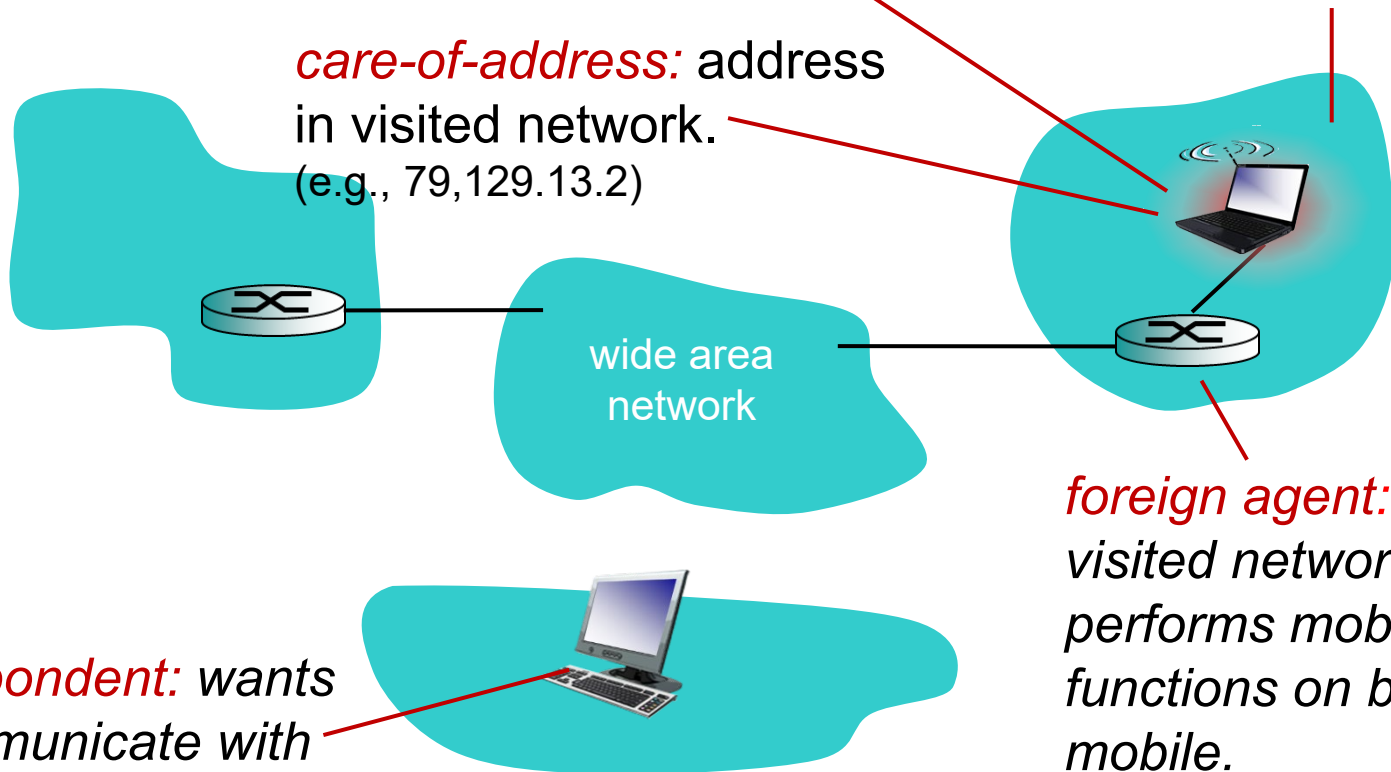 care-of-address: address
in visited network.
(e.g., 79,129.13.2)
wide area
network
foreign agent:
visited networ
performs mob
functions on b
mobile.
pondent: wants
municate with